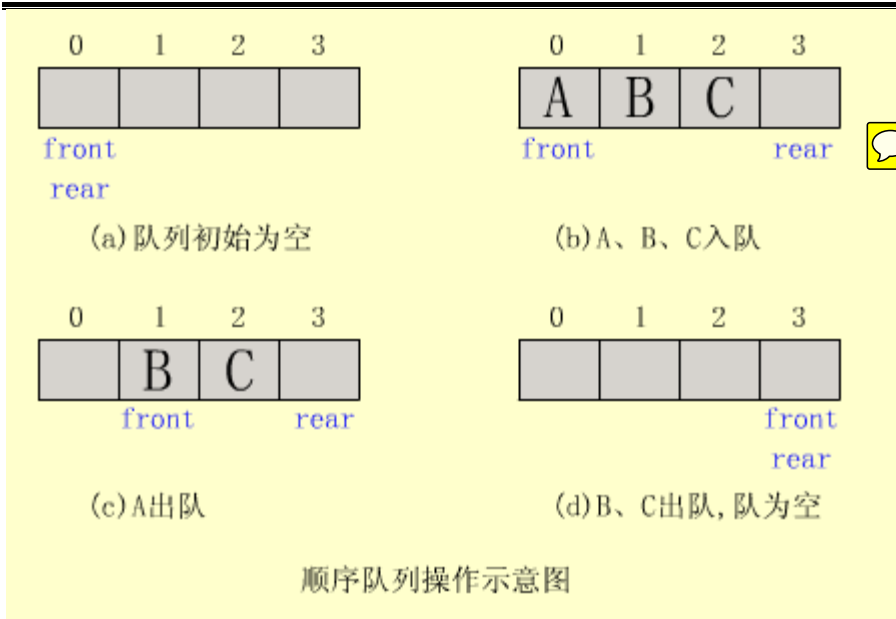 0 1 2 3
front
rear
(a)队列初始为空
0 1 2 3
A B C
front rear
(b)A、B、C入队
0 1 2 3
B C
front rear
(c)A出队
0 1 2 3
front
rear
(d)B、C出队,队为空
顺序队列操作示意图